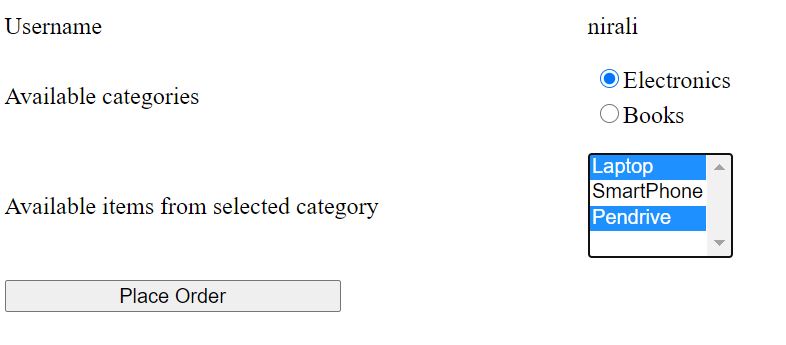 Username nirali
Available categories
Electronics
Books
Available items from selected category
Laptop
SmartPhone
Pendrive
Place Order